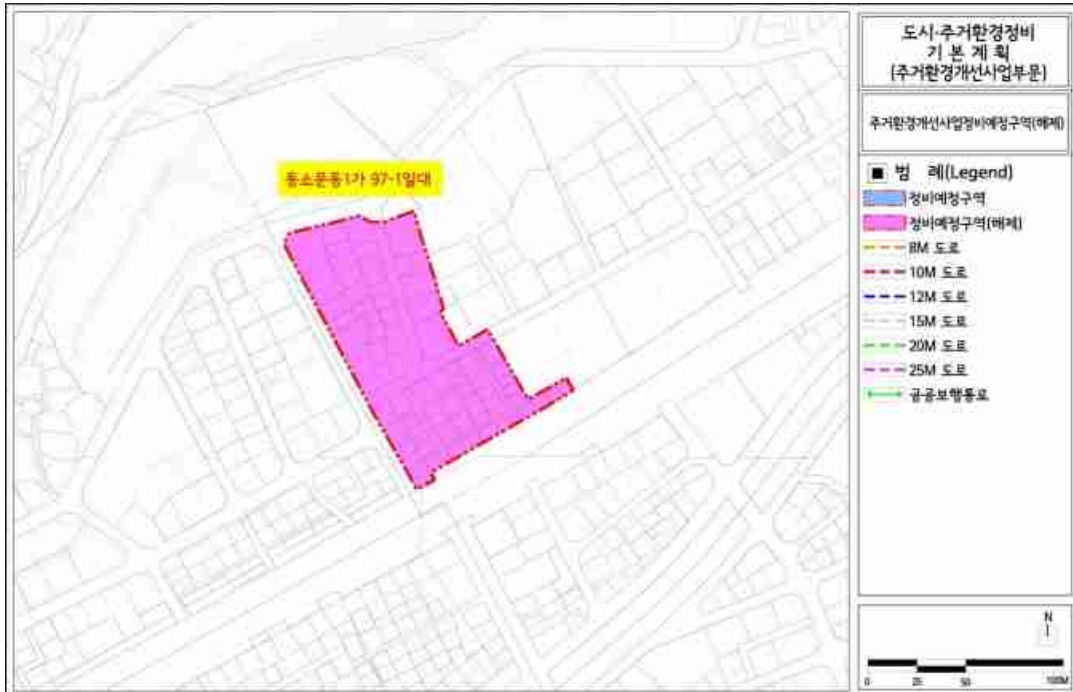 도시·주거환경정비
기 본 계 획
(주거환경개선사업부문)
주거환경개선사업정비예정구역(해제)
동소문동1가 97-1일대
범 례(Legend)
정비예정구역
정비예정구역(해제)
8M 도로
10M 도로
12M 도로
15M 도로
20M 도로
25M 도로
공공보행통로
N
0 25 50 100M